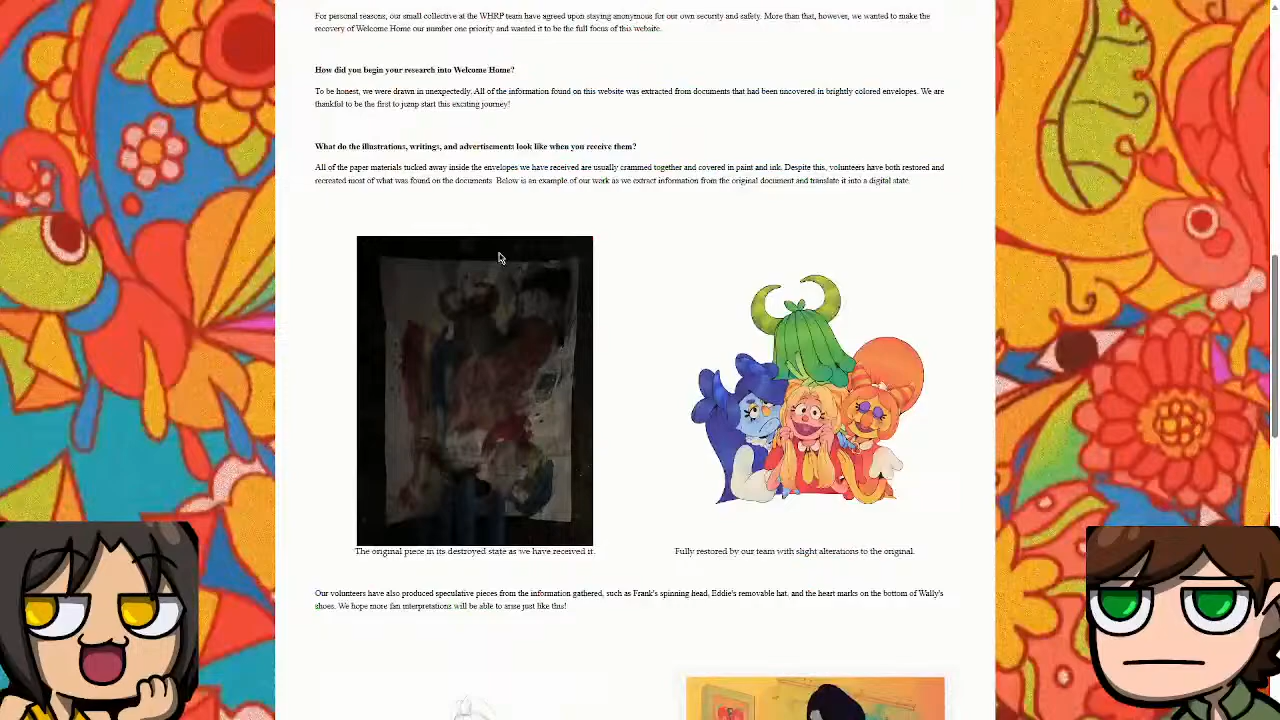 For personal reasons, our small collective at the WHRP team have agreed upon staying anonymous for our own security and safety. More than that, however, we wanted to make the
recovery of Welcome Home our number one priority and wanted it to be the full focus of this website.
How did you begin your research into Welcome Home?
To be honest, we were drawn in unexpectedly. All of the information found on this website was extracted from documents that had been uncovered in brightly colored envelopes. We are
thankful to be the first to jump start this exciting journey!
What do the illustrations, writings, and advertisements look like when you receive them?
All of the paper materials tucked away inside the envelopes we have received are usually crammed together and covered in paint and ink. Despite this, volunteers have both restored and
recreated most of what was found on the documents. Below is an example of our work as we extract information from the original document and translate it into a digital state.
The original piece in its destroyed state as we have received it.
Fully restored by our team with slight alterations to the original.
Our volunteers have also produced speculative pieces from the information gathered, such as Frank's spinning head, Eddie's removable hat, and the heart marks on the bottom of Wally's
shoes. We hope more fan interpretations will be able to arise just like this!